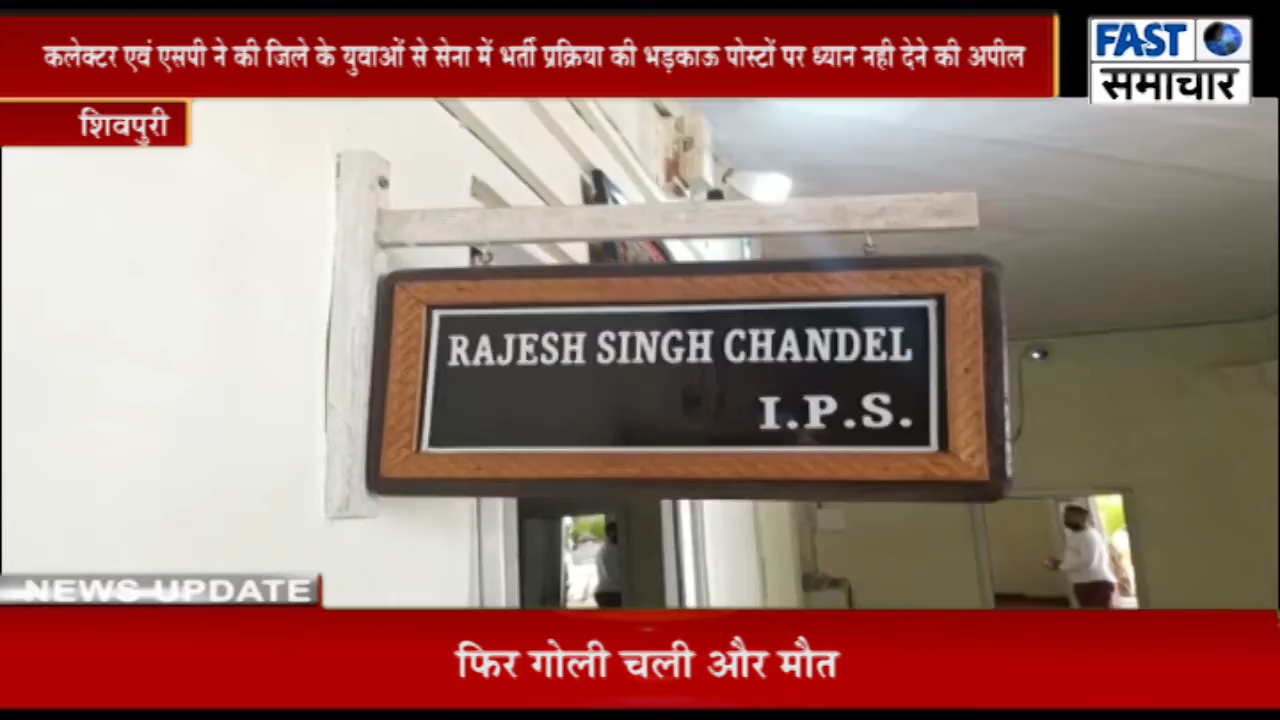 कलेक्टर एवं एसपी ने की जिले के युवाओं से सेना में भर्ती प्रक्रिया की भड़काऊ पोस्टों पर ध्यान नही देने की अपील
FAST
समाचार
शिवपुरी
RAJESH SINGH CHANDEL
I.P.S.
NEWS UPDATE
फिर गोली चली और मौत